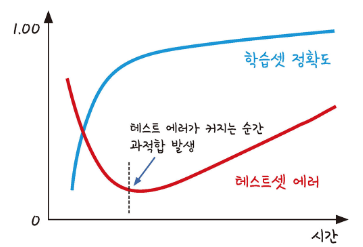 1.00
학습셋 정확도
테스트 에러가 커지는 순간
과적합 발생
테스트셋 에러
0
시간